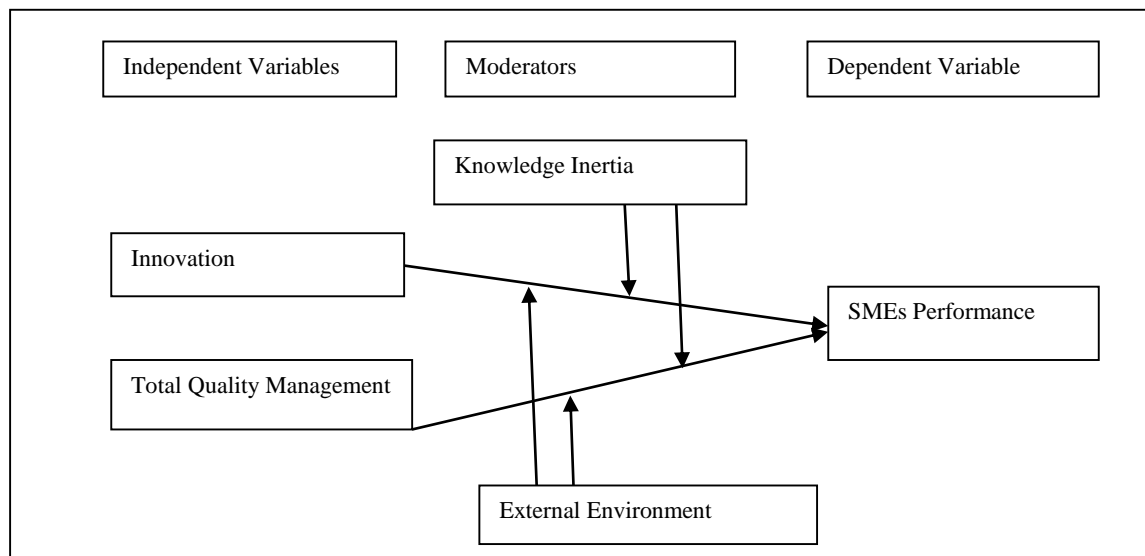 Independent Variables
Moderators
Dependent Variable
Knowledge Inertia
Innovation
SMEs Performance
Total Quality Management
External Environment